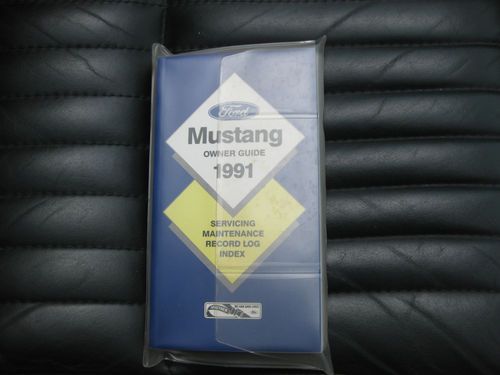 Ford
Mustang
OWNER GUIDE
1991
SERVICING
MAINTENANCE
RECORD LOG
INDEX